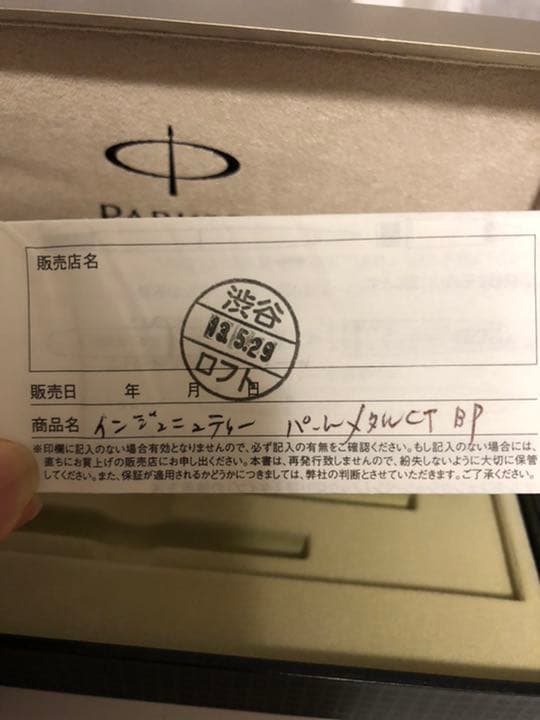 PARKER
販売店名
渋谷
13.5.29
ロフト
販売日 年 月 日
商品名 インジェニュティー パールメタルCT BP
※印欄に記入のない場合有効となりませんので、必ず記入の有無をご確認ください。もし記入のない場合には、
直ちにお買上げの販売店にお申し出ください。本書は、再発行致しませんので、紛失しないように大切に保管
してください。また、保証が適用されるかどうかにつきましては、弊社の判断とさせていただきます。ご了承ください。